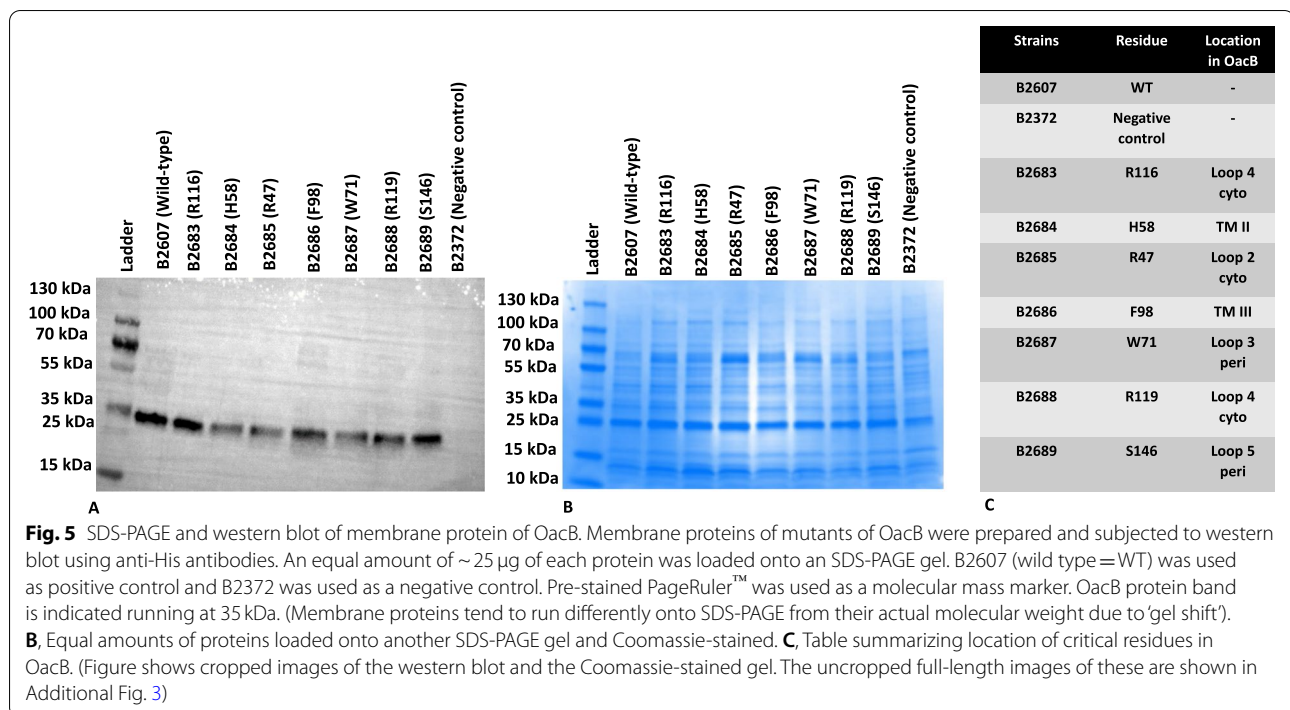 Ladder
B2607 (Wild-type)
B2683 (R116)
B2684 (H58)
B2685 (R47)
B2686 (F98)
B2687 (W71)
B2688 (R119)
B2689 (S146)
B2372 (Negative control)
130 kDa
100 kDa
70 kDa
55 kDa
35 kDa
25 kDa
15 kDa
A
Ladder
B2607 (Wild-type)
B2683 (R116)
B2684 (H58)
B2685 (R47)
B2686 (F98)
B2687 (W71)
B2688 (R119)
B2689 (S146)
B2372 (Negative control)
130 kDa
100 kDa
70 kDa
55 kDa
35 kDa
25 kDa
15 kDa
10 kDa
B
Strains Residue Location
in OacB
B2607 WT -
B2372 Negative -
control
B2683 R116 Loop 4
cyto
B2684 H58 TM II
B2685 R47 Loop 2
cyto
B2686 F98 TM III
B2687 W71 Loop 3
peri
B2688 R119 Loop 4
cyto
B2689 S146 Loop 5
peri
C
Fig. 5 SDS-PAGE and western blot of membrane protein of OacB. Membrane proteins of mutants of OacB were prepared and subjected to western
blot using anti-His antibodies. An equal amount of ~ 25 µg of each protein was loaded onto an SDS-PAGE gel. B2607 (wild type = WT) was used
as positive control and B2372 was used as a negative control. Pre-stained PageRuler™ was used as a molecular mass marker. OacB protein band
is indicated running at 35 kDa. (Membrane proteins tend to run differently onto SDS-PAGE from their actual molecular weight due to ‘gel shift’).
B, Equal amounts of proteins loaded onto another SDS-PAGE gel and Coomassie-stained. C, Table summarizing location of critical residues in
OacB. (Figure shows cropped images of the western blot and the Coomassie-stained gel. The uncropped full-length images of these are shown in
Additional Fig. 3)